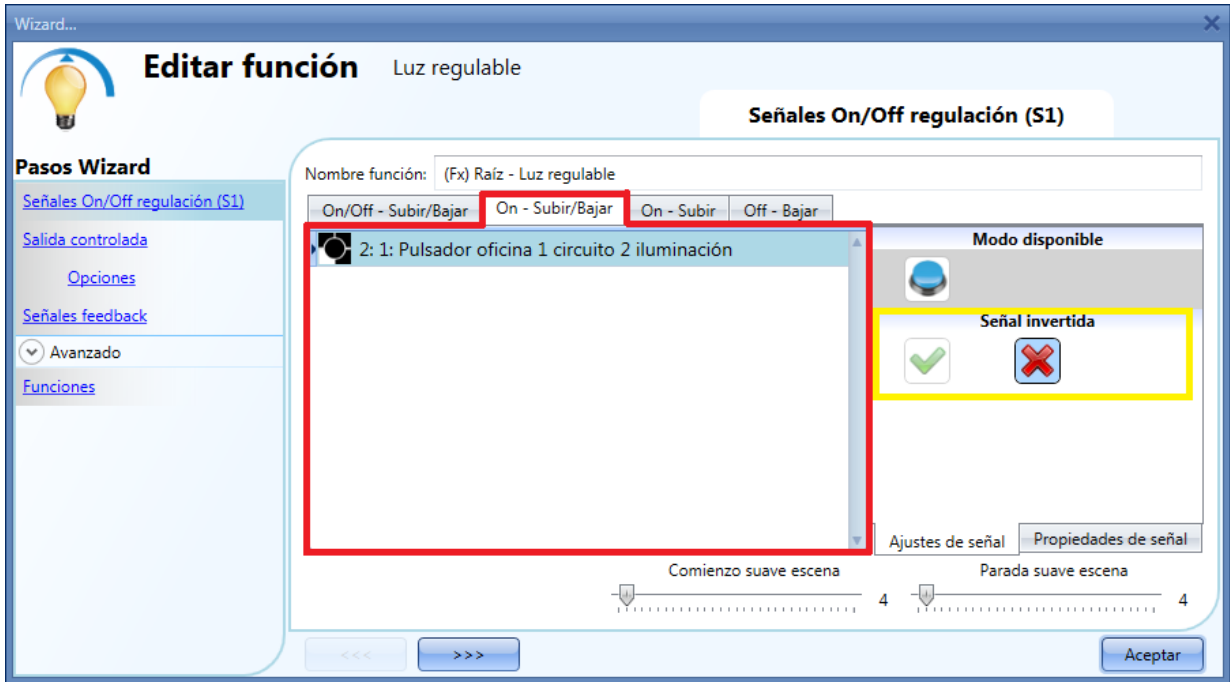 Wizard...
Editar función Luz regulable
Señales On/Off regulación (S1)
Pasos Wizard
Señales On/Off regulación (S1)
Salida controlada
Opciones
Señales feedback
Avanzado
Funciones
Nombre función: (Fx) Raíz - Luz regulable
On/Off - Subir/Bajar On - Subir/Bajar On - Subir Off - Bajar
2: 1: Pulsador oficina 1 circuito 2 iluminación
Modo disponible
Señal invertida
Ajustes de señal Propiedades de señal
Comienzo suave escena Parada suave escena
4 4
<<< >>> Aceptar